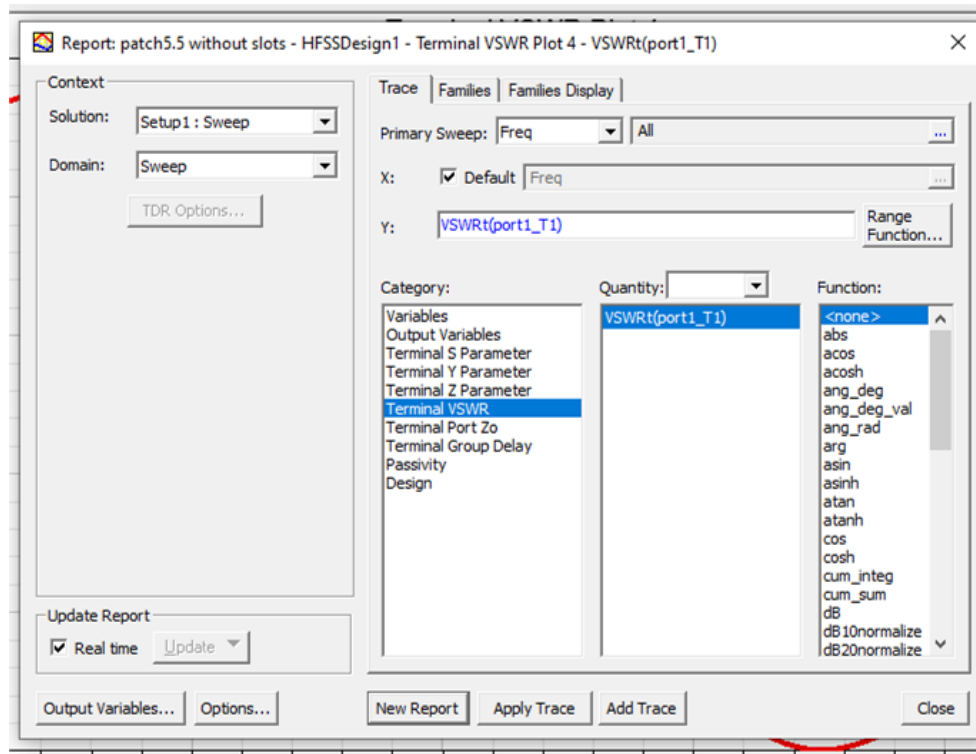 Report: patch5.5 without slots - HFSSDesign1 - Terminal VSWR Plot 4 - VSWRt(port1_T1)
Context
Solution:
Setup1 : Sweep
Domain:
Sweep
TDR Options...
Update Report
Real time
Update
Output Variables...
Options...
Trace
Families
Families Display
Primary Sweep:
Freq
All
...
X:
Default
Freq
...
Y:
VSWRt(port1_T1)
Range
Function...
Category:
Variables
Output Variables
Terminal S Parameter
Terminal Y Parameter
Terminal Z Parameter
Terminal VSWR
Terminal Port Zo
Terminal Group Delay
Passivity
Design
Quantity:
VSWRt(port1_T1)
Function:
<none>
abs
acos
acosh
ang_deg
ang_deg_val
ang_rad
arg
asin
asinh
atan
atanh
cos
cosh
cum_integ
cum_sum
dB
dB10normalize
dB20normalize
New Report
Apply Trace
Add Trace
Close